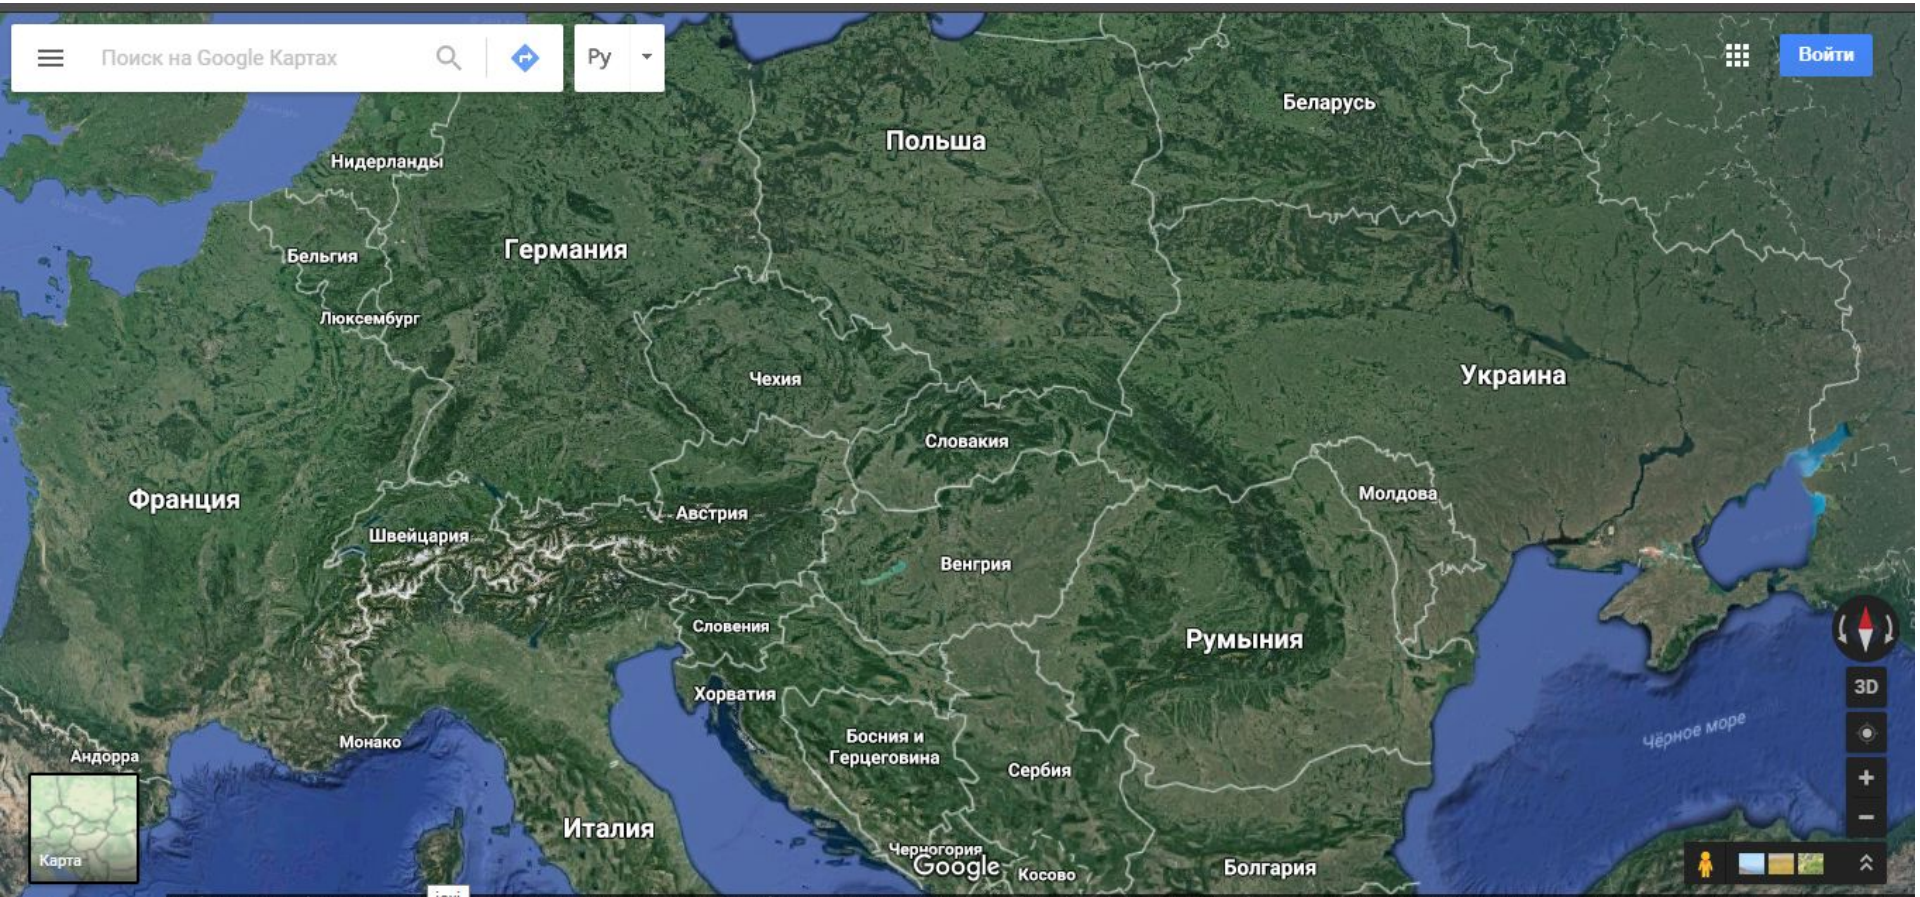 Поиск на Google Картах
Ру
Войти
Беларусь
Польша
Нидерланды
Германия
Бельгия
Люксембург
Чехия
Украина
Словакия
Франция
Молдова
Австрия
Швейцария
Венгрия
Словения
Румыния
Хорватия
3D
Чёрное море
Босния и
Герцеговина
Монако
Андорра
Сербия
Италия
Карта
Черногория
Google
Косово
Болгария